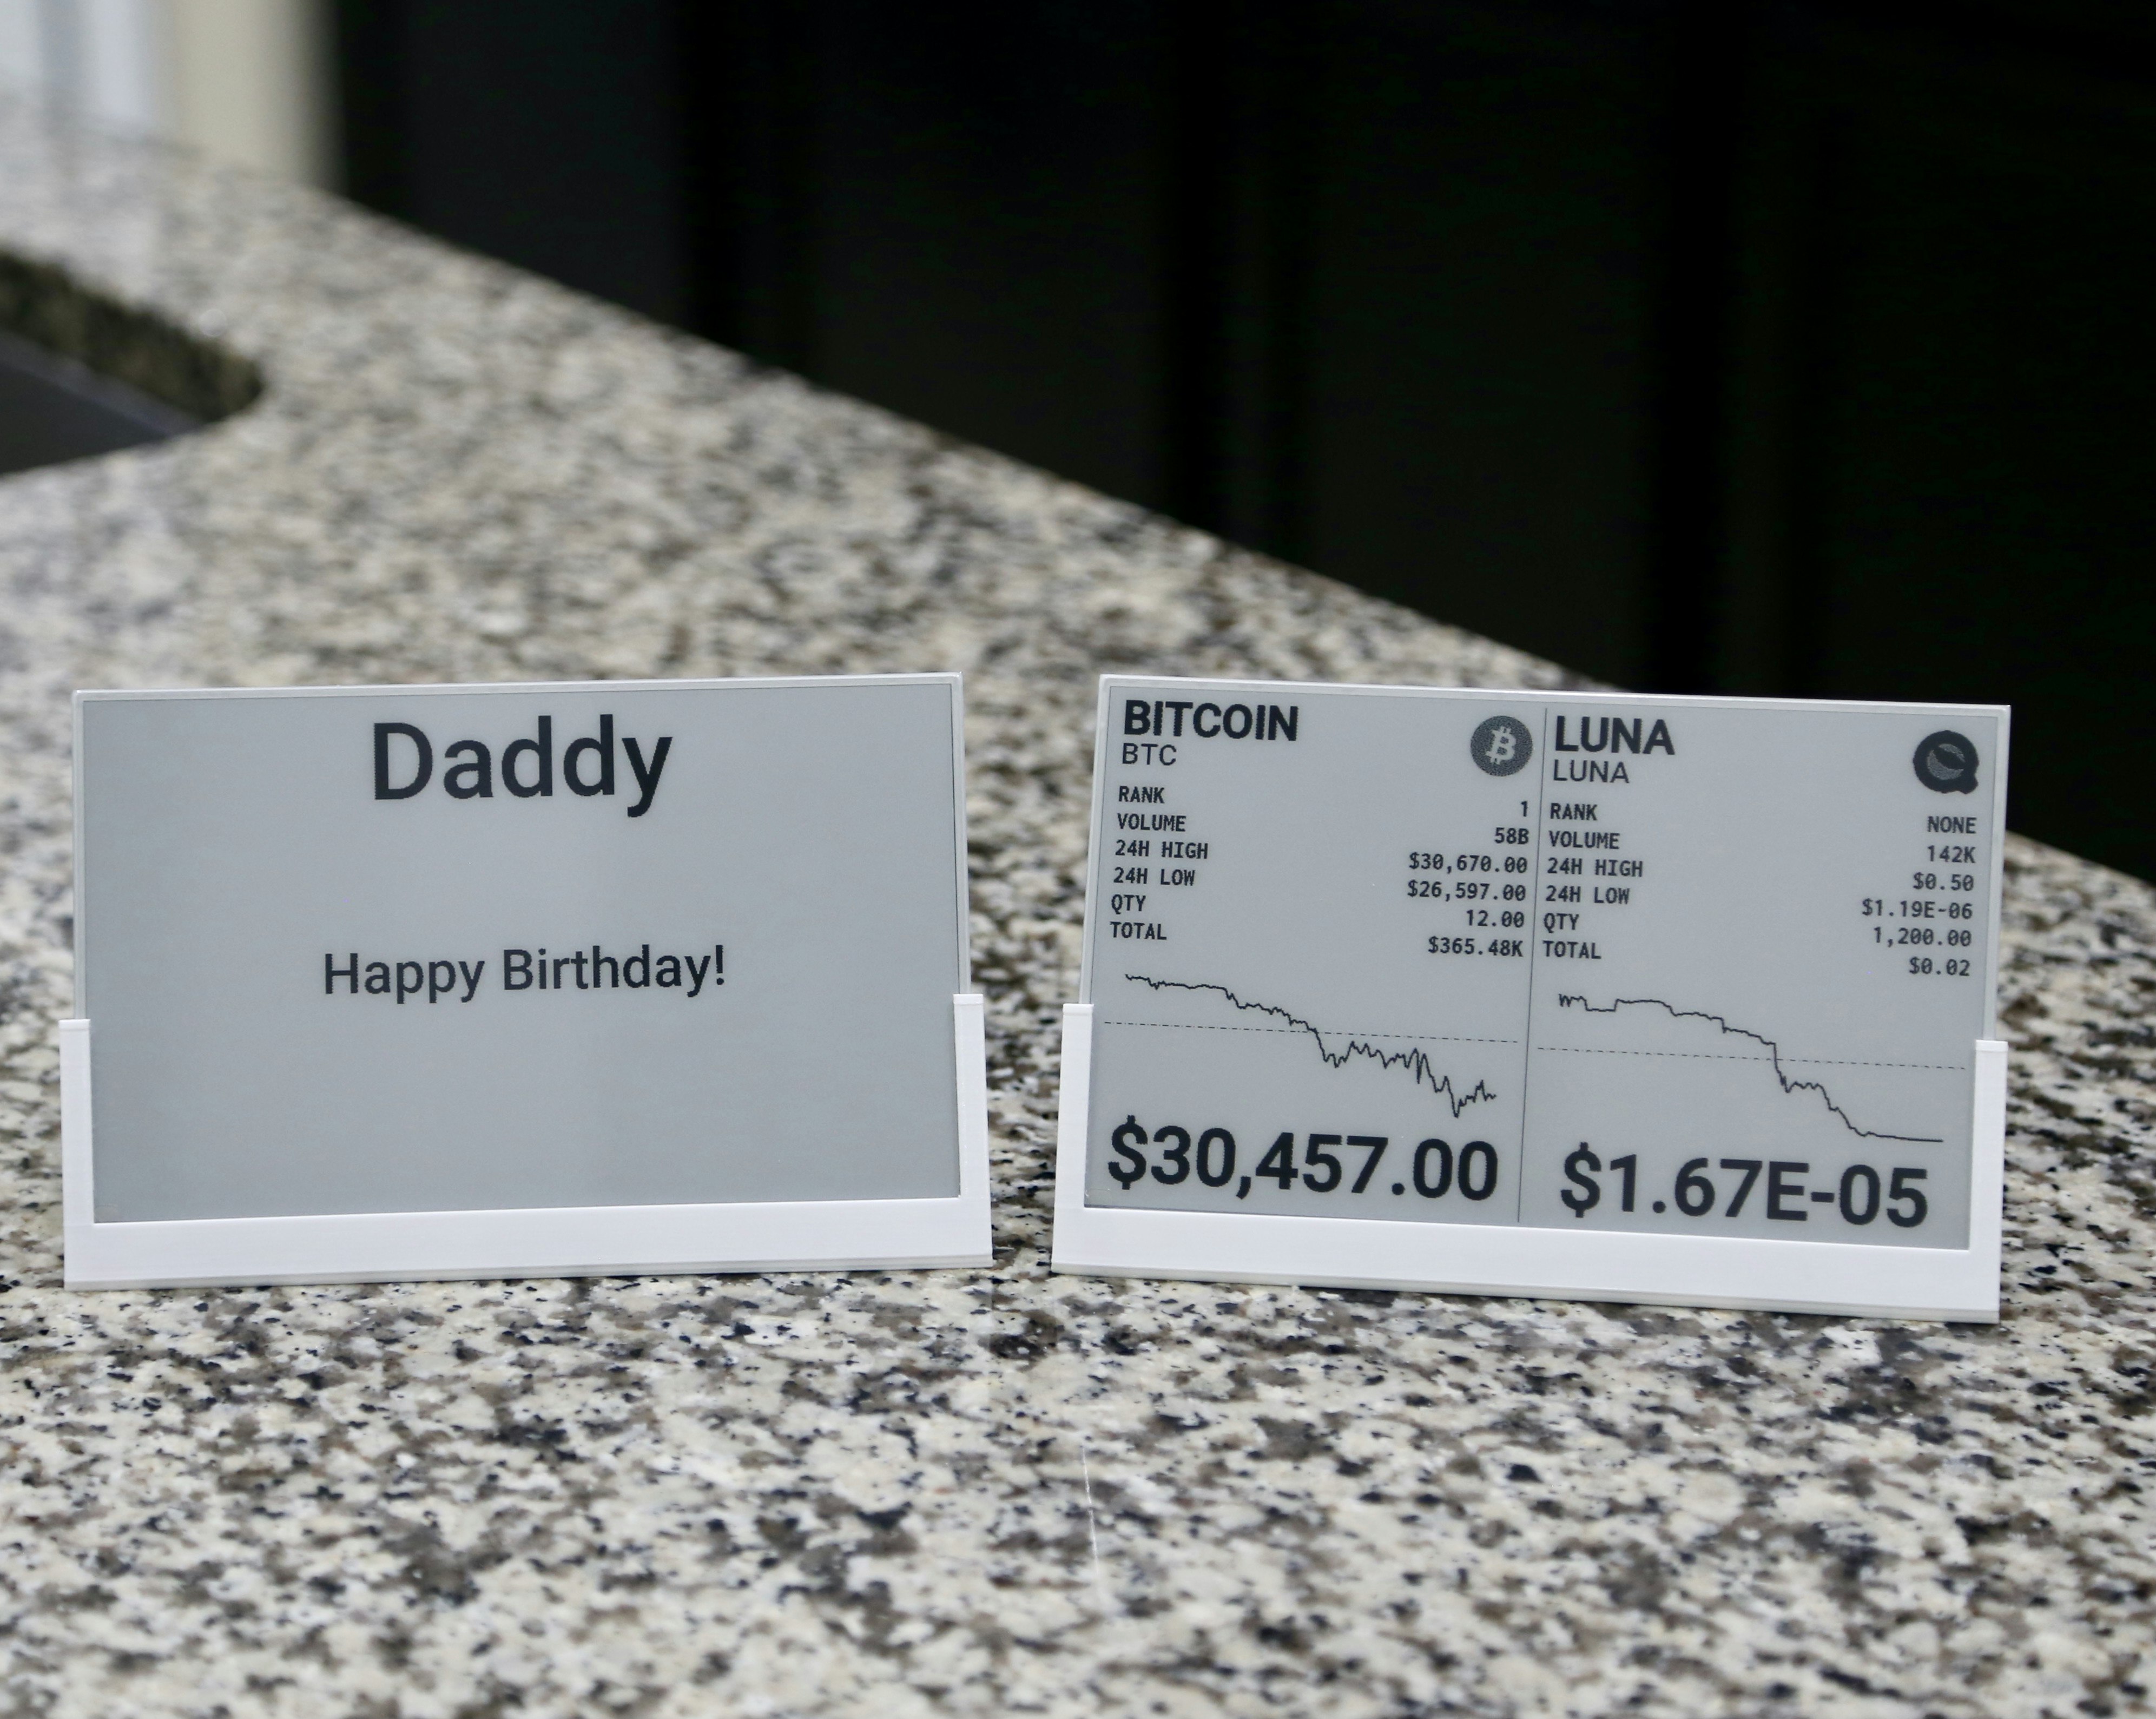 Daddy
Happy Birthday!
BITCOIN
BTC
RANK 1
VOLUME 58B
24H HIGH $30,670.00
24H LOW $26,597.00
QTY 12.00
TOTAL $365.48K
$30,457.00
LUNA
LUNA
RANK NONE
VOLUME 142K
24H HIGH $0.50
24H LOW $1.19E-06
QTY 1,200.00
TOTAL $0.02
$1.67E-05